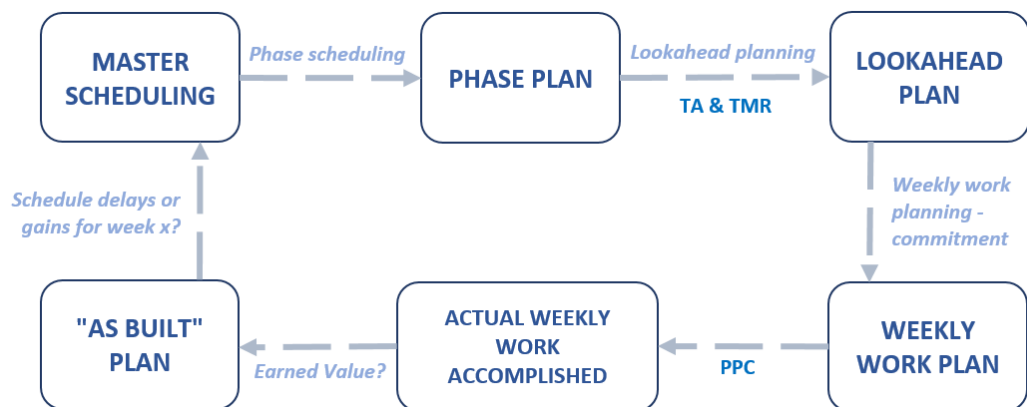 MASTER
SCHEDULING
Phase scheduling
PHASE PLAN
Lookahead planning
TA & TMR
LOOKAHEAD
PLAN
Weekly work
planning -
commitment
WEEKLY
WORK PLAN
PPC
ACTUAL WEEKLY
WORK
ACCOMPLISHED
Earned Value?
"AS BUILT"
PLAN
Schedule delays or
gains for week x?